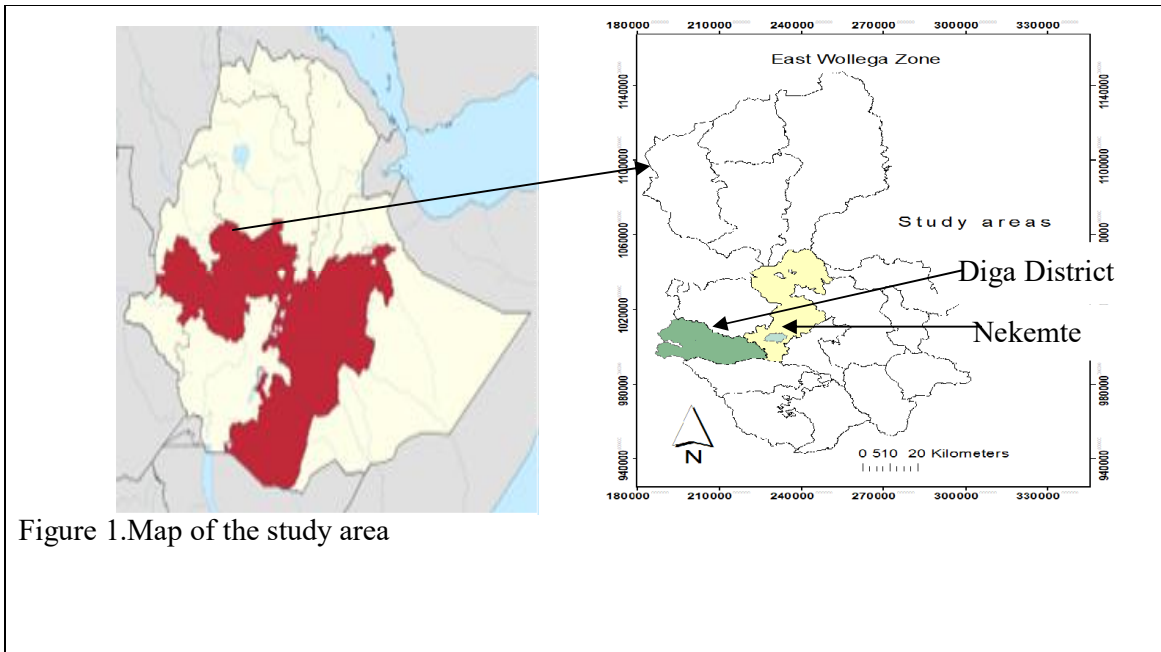 180000 210000 240000 270000 300000 330000
East Wollega Zone
1140000 1140000
1100000 1100000
Study areas
1060000 0000
Diga District
1020000 1020000
Nekemte
980000 980000
N
0 510 20 Kilometers
940000 940000
180000 210000 240000 270000 300000 330000
Figure 1.Map of the study area